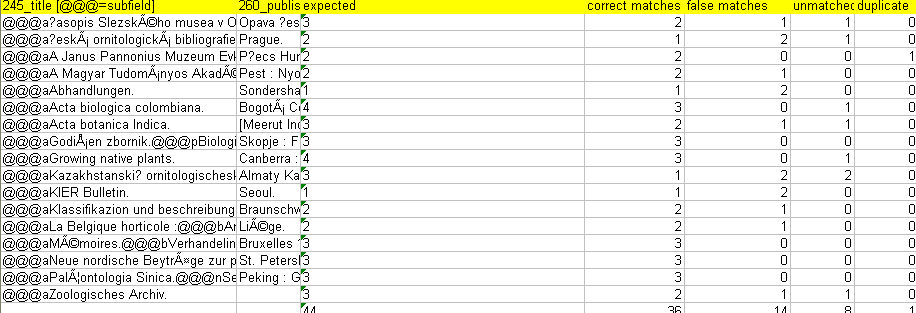 245_title [@@@=subfield] 260_publis expected correct matches false matches unmatched duplicate
@@@a?asopis SlezskÃ©ho musea v O Opava ?es 3 2 1 1 0
@@@a?eskÃ¡ ornitologickÃ¡ bibliografie Prague. 2 1 2 1 0
@@@aA Janus Pannonius Muzeum Evk P?ecs Hur 2 2 0 0 1
@@@aA Magyar TudomÃ¡nyos AkadÃ© Pest : Nyo 2 2 1 0 0
@@@aAbhandlungen. Sondersha 1 1 2 0 0
@@@aActa biologica colombiana. BogotÃ¡ Co 4 3 0 1 0
@@@aActa botanica Indica. [Meerut Ind 3 2 1 1 0
@@@aGodiÅ¡en zbornik.@@@pBiologi Skopje : F 3 3 0 0 0
@@@aGrowing native plants. Canberra : 4 3 0 1 0
@@@aKazakhstanski? ornitologichesk Almaty Ka 3 1 2 2 0
@@@aKIER Bulletin. Seoul. 1 1 2 0 0
@@@aKlassifikazion und beschreibung Braunschw 2 2 1 0 0
@@@aLa Belgique horticole :@@@bAn LiÃ©ge. 2 2 1 0 0
@@@aMÃ©moires.@@@bVerhandelin Bruxelles 3 3 0 0 0
@@@aNeue nordische BeytrÃ¤ge zur p St. Petersl 3 3 0 0 0
@@@aPalÃ¦ontologia Sinica.@@@nSe Peking : G 3 3 0 0 0
@@@aZoologisches Archiv. 3 2 1 1 0
44 36 14 8 1